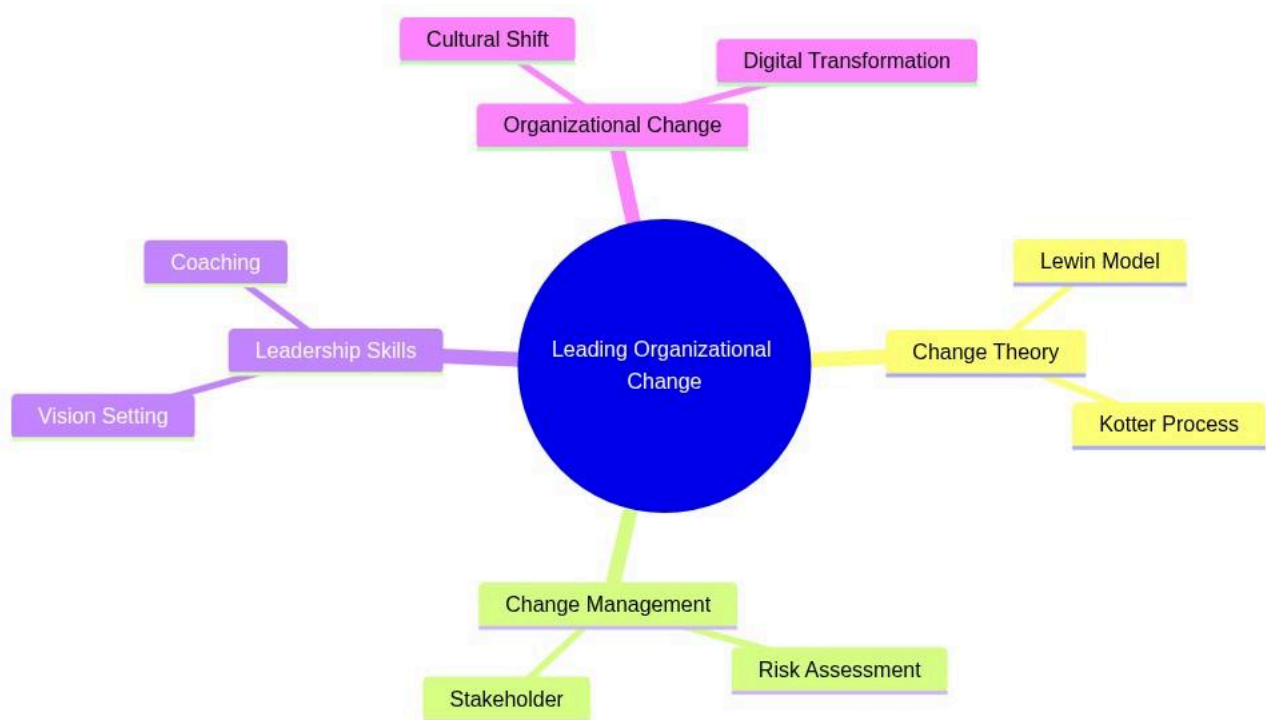 Cultural Shift
Digital Transformation
Organizational Change
Coaching
Lewin Model
Leadership Skills
Leading Organizational
Change
Change Theory
Vision Setting
Kotter Process
Change Management
Risk Assessment
Stakeholder